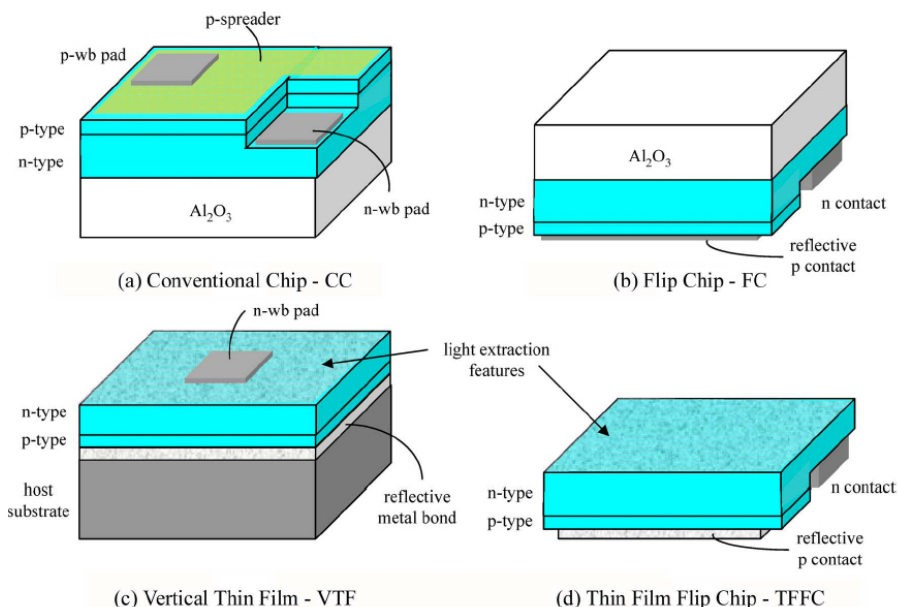 p-spreader
p-wb pad
p-type
n-type
Al₂O₃
n-wb pad
(a) Conventional Chip - CC
Al₂O₃
n-type
p-type
n contact
reflective
p contact
(b) Flip Chip - FC
n-wb pad
light extraction
features
n-type
p-type
host
substrate
reflective
metal bond
(c) Vertical Thin Film - VTF
n-type
p-type
n contact
reflective
p contact
(d) Thin Film Flip Chip - TFFC